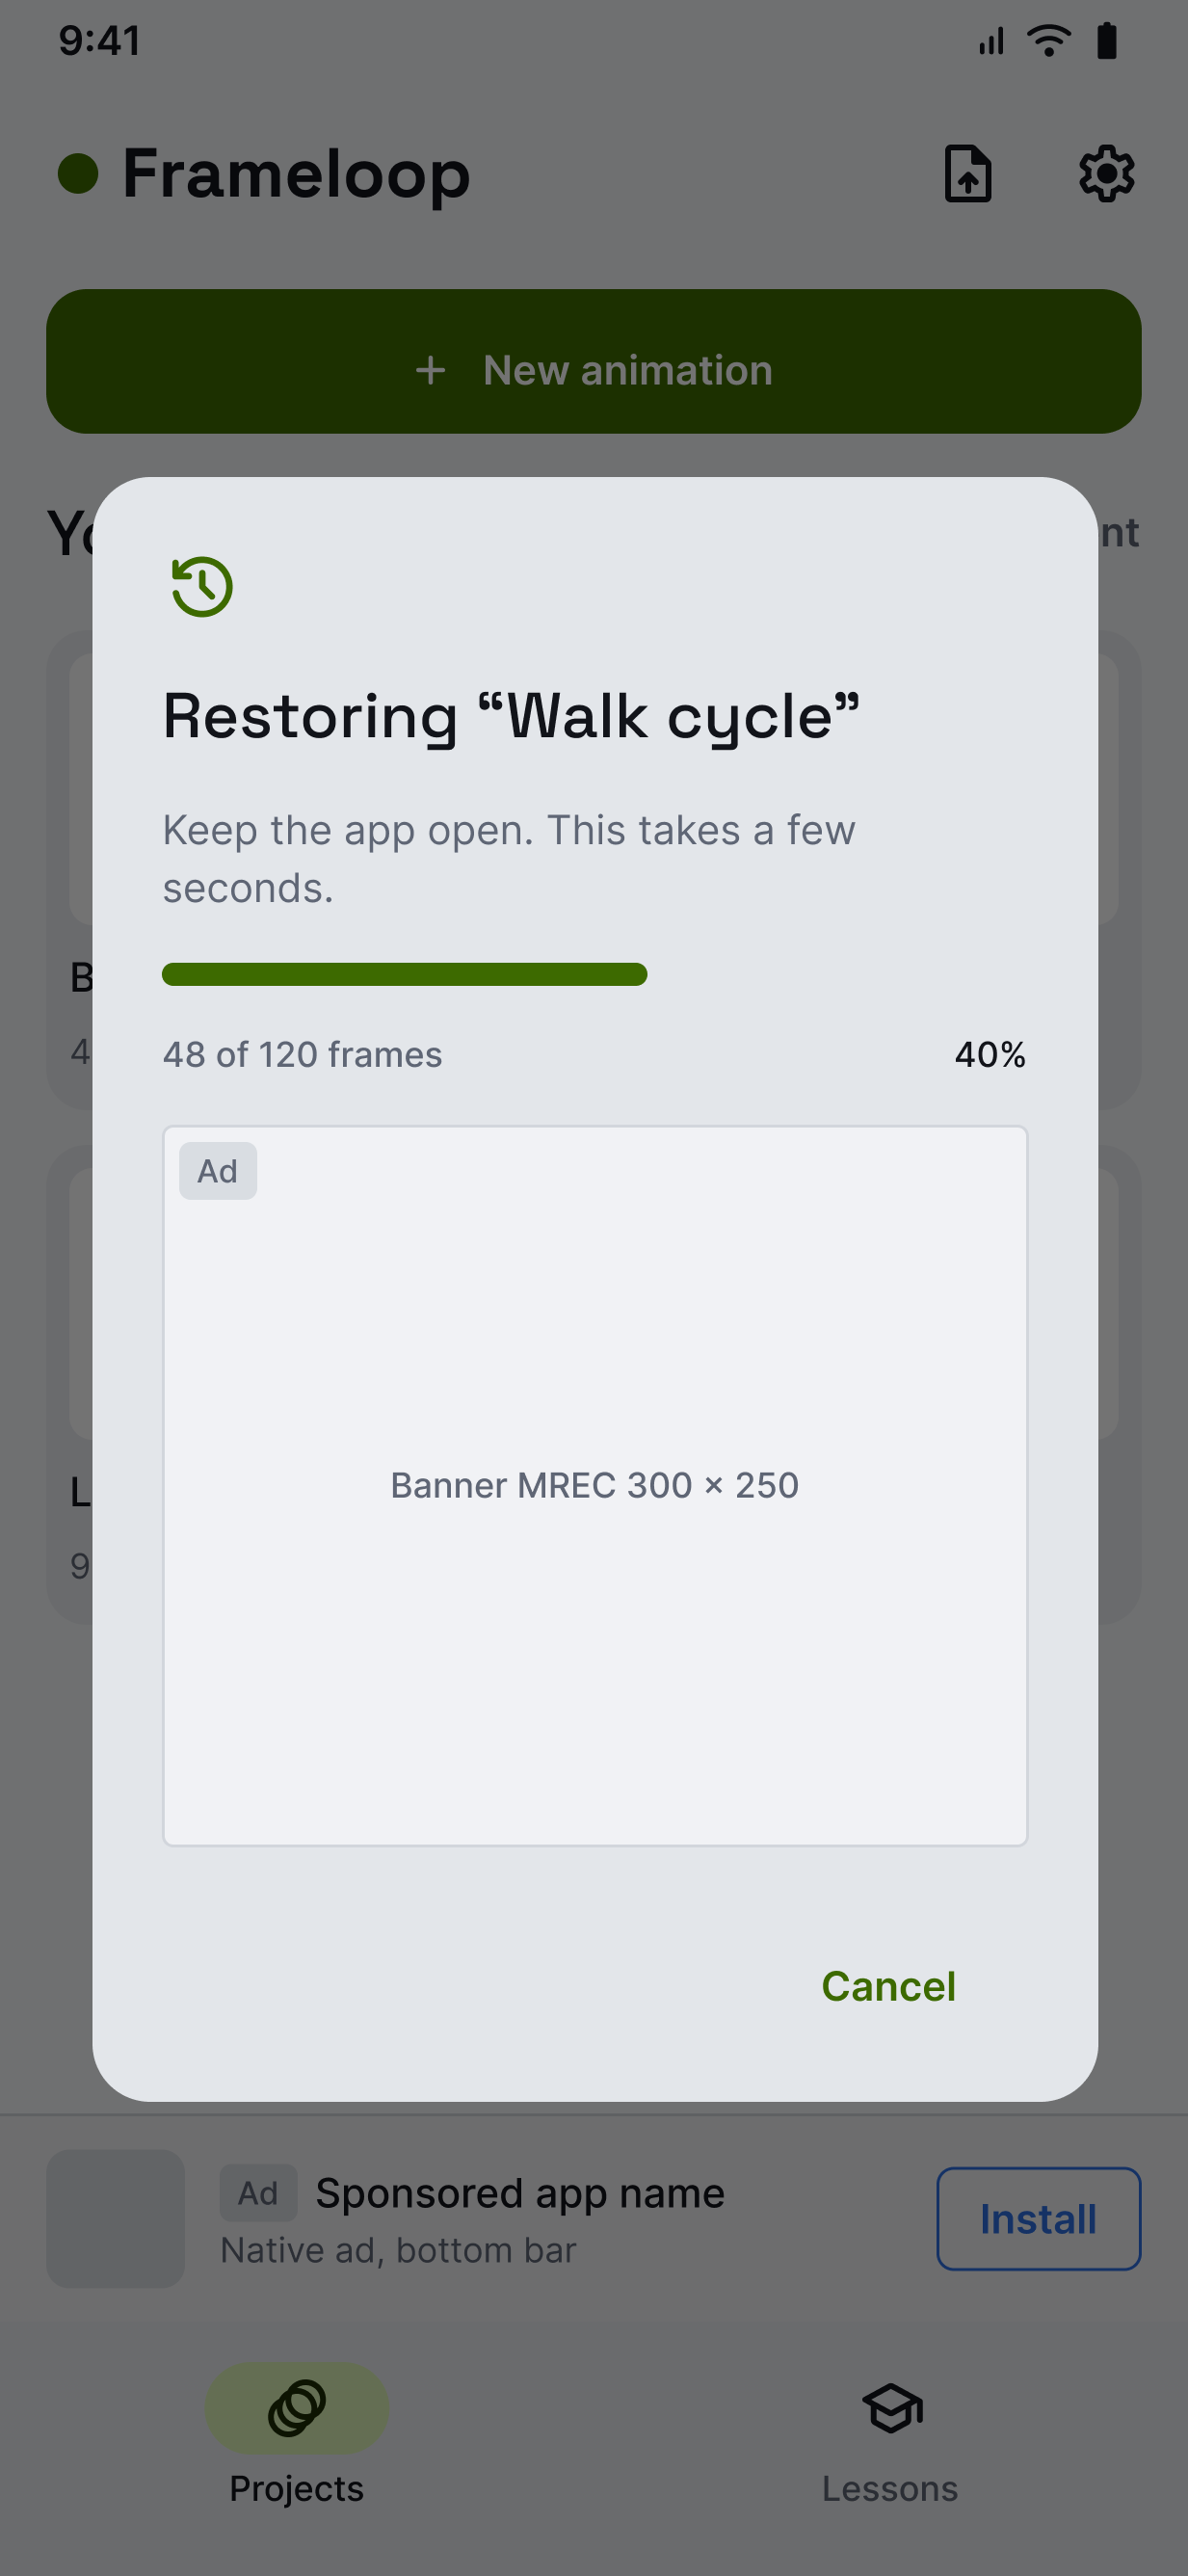 9:41
Frameloop
New animation
Restoring “Walk cycle”
Keep the app open. This takes a few
seconds.
48 of 120 frames
40%
Ad
Banner MREC 300 × 250
Cancel
Ad
Sponsored app name
Native ad, bottom bar
Install
Projects
Lessons